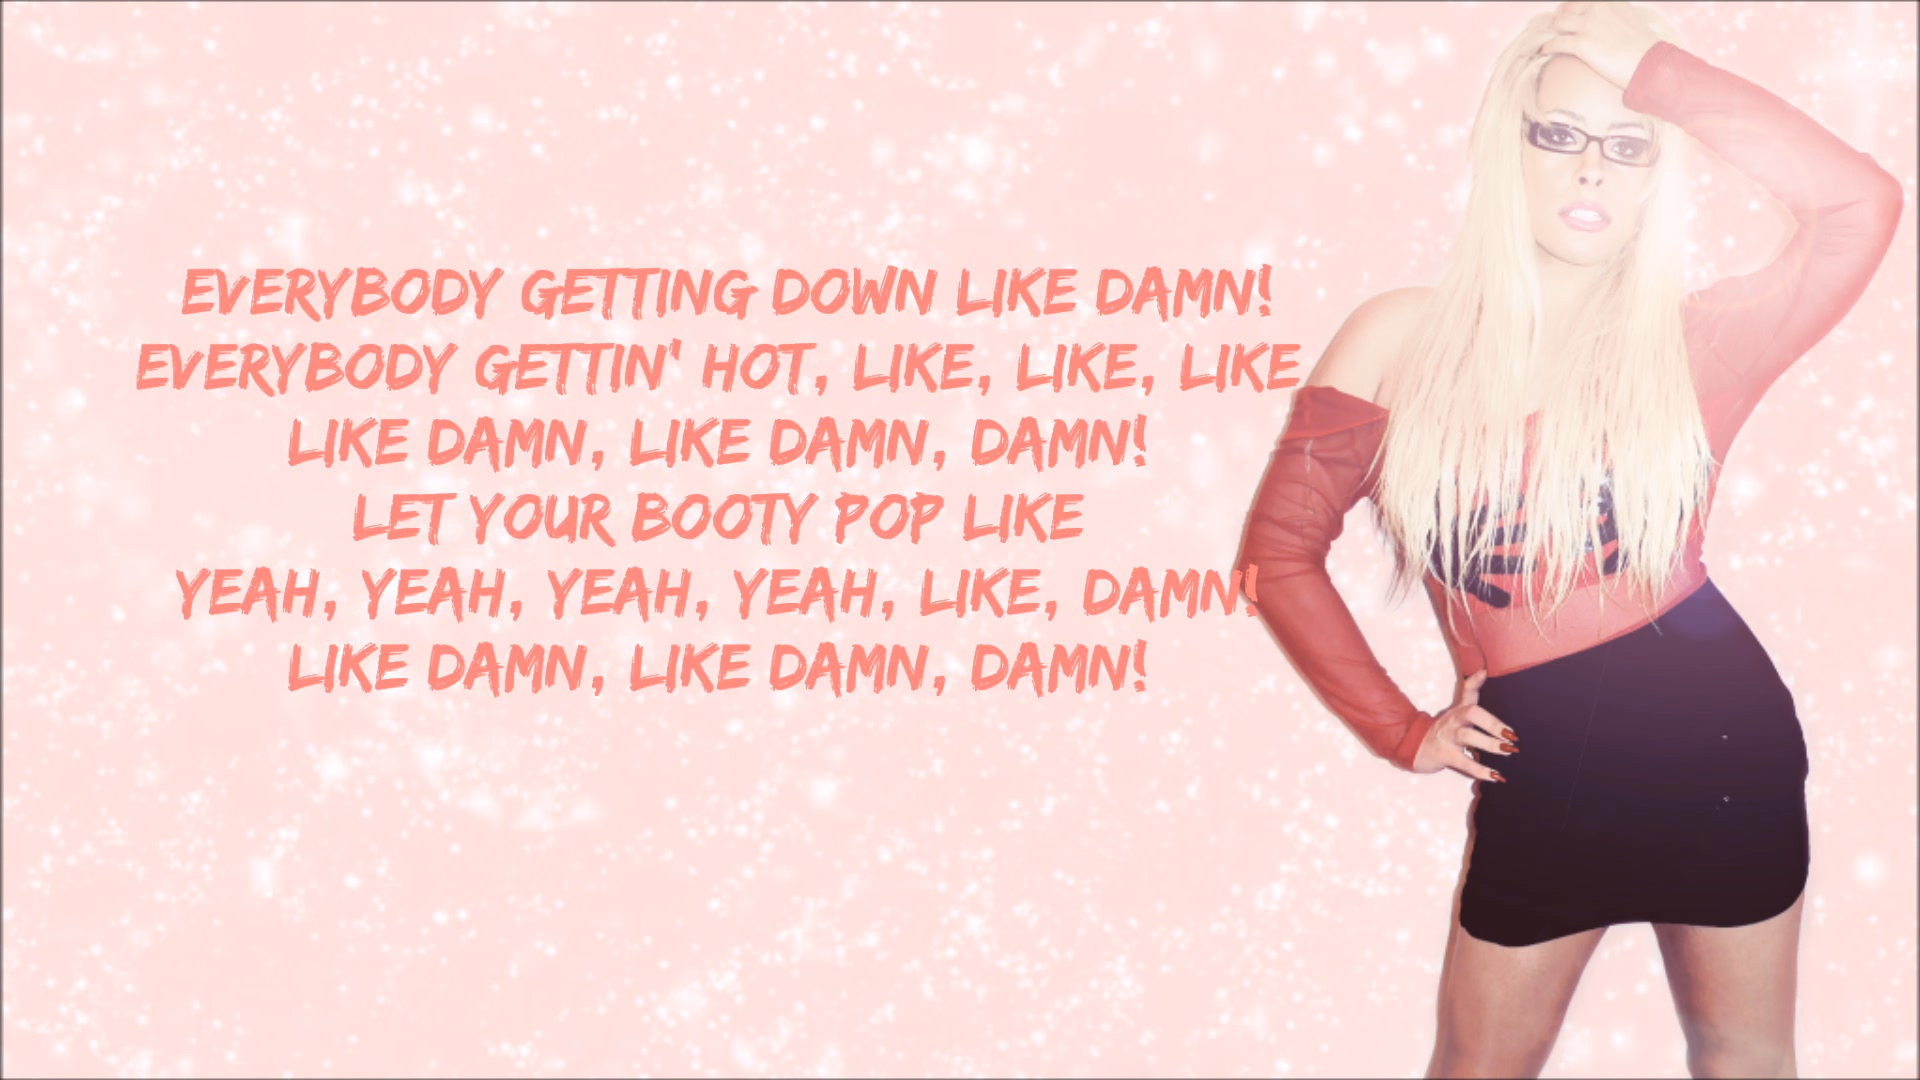 EVERYBODY GETTING DOWN LIKE DAMN!
EVERYBODY GETTIN' HOT, LIKE, LIKE, LIKE
LIKE DAMN, LIKE DAMN, DAMN!
LET YOUR BOOTY POP LIKE
YEAH, YEAH, YEAH, YEAH, LIKE, DAMN!
LIKE DAMN, LIKE DAMN, DAMN!